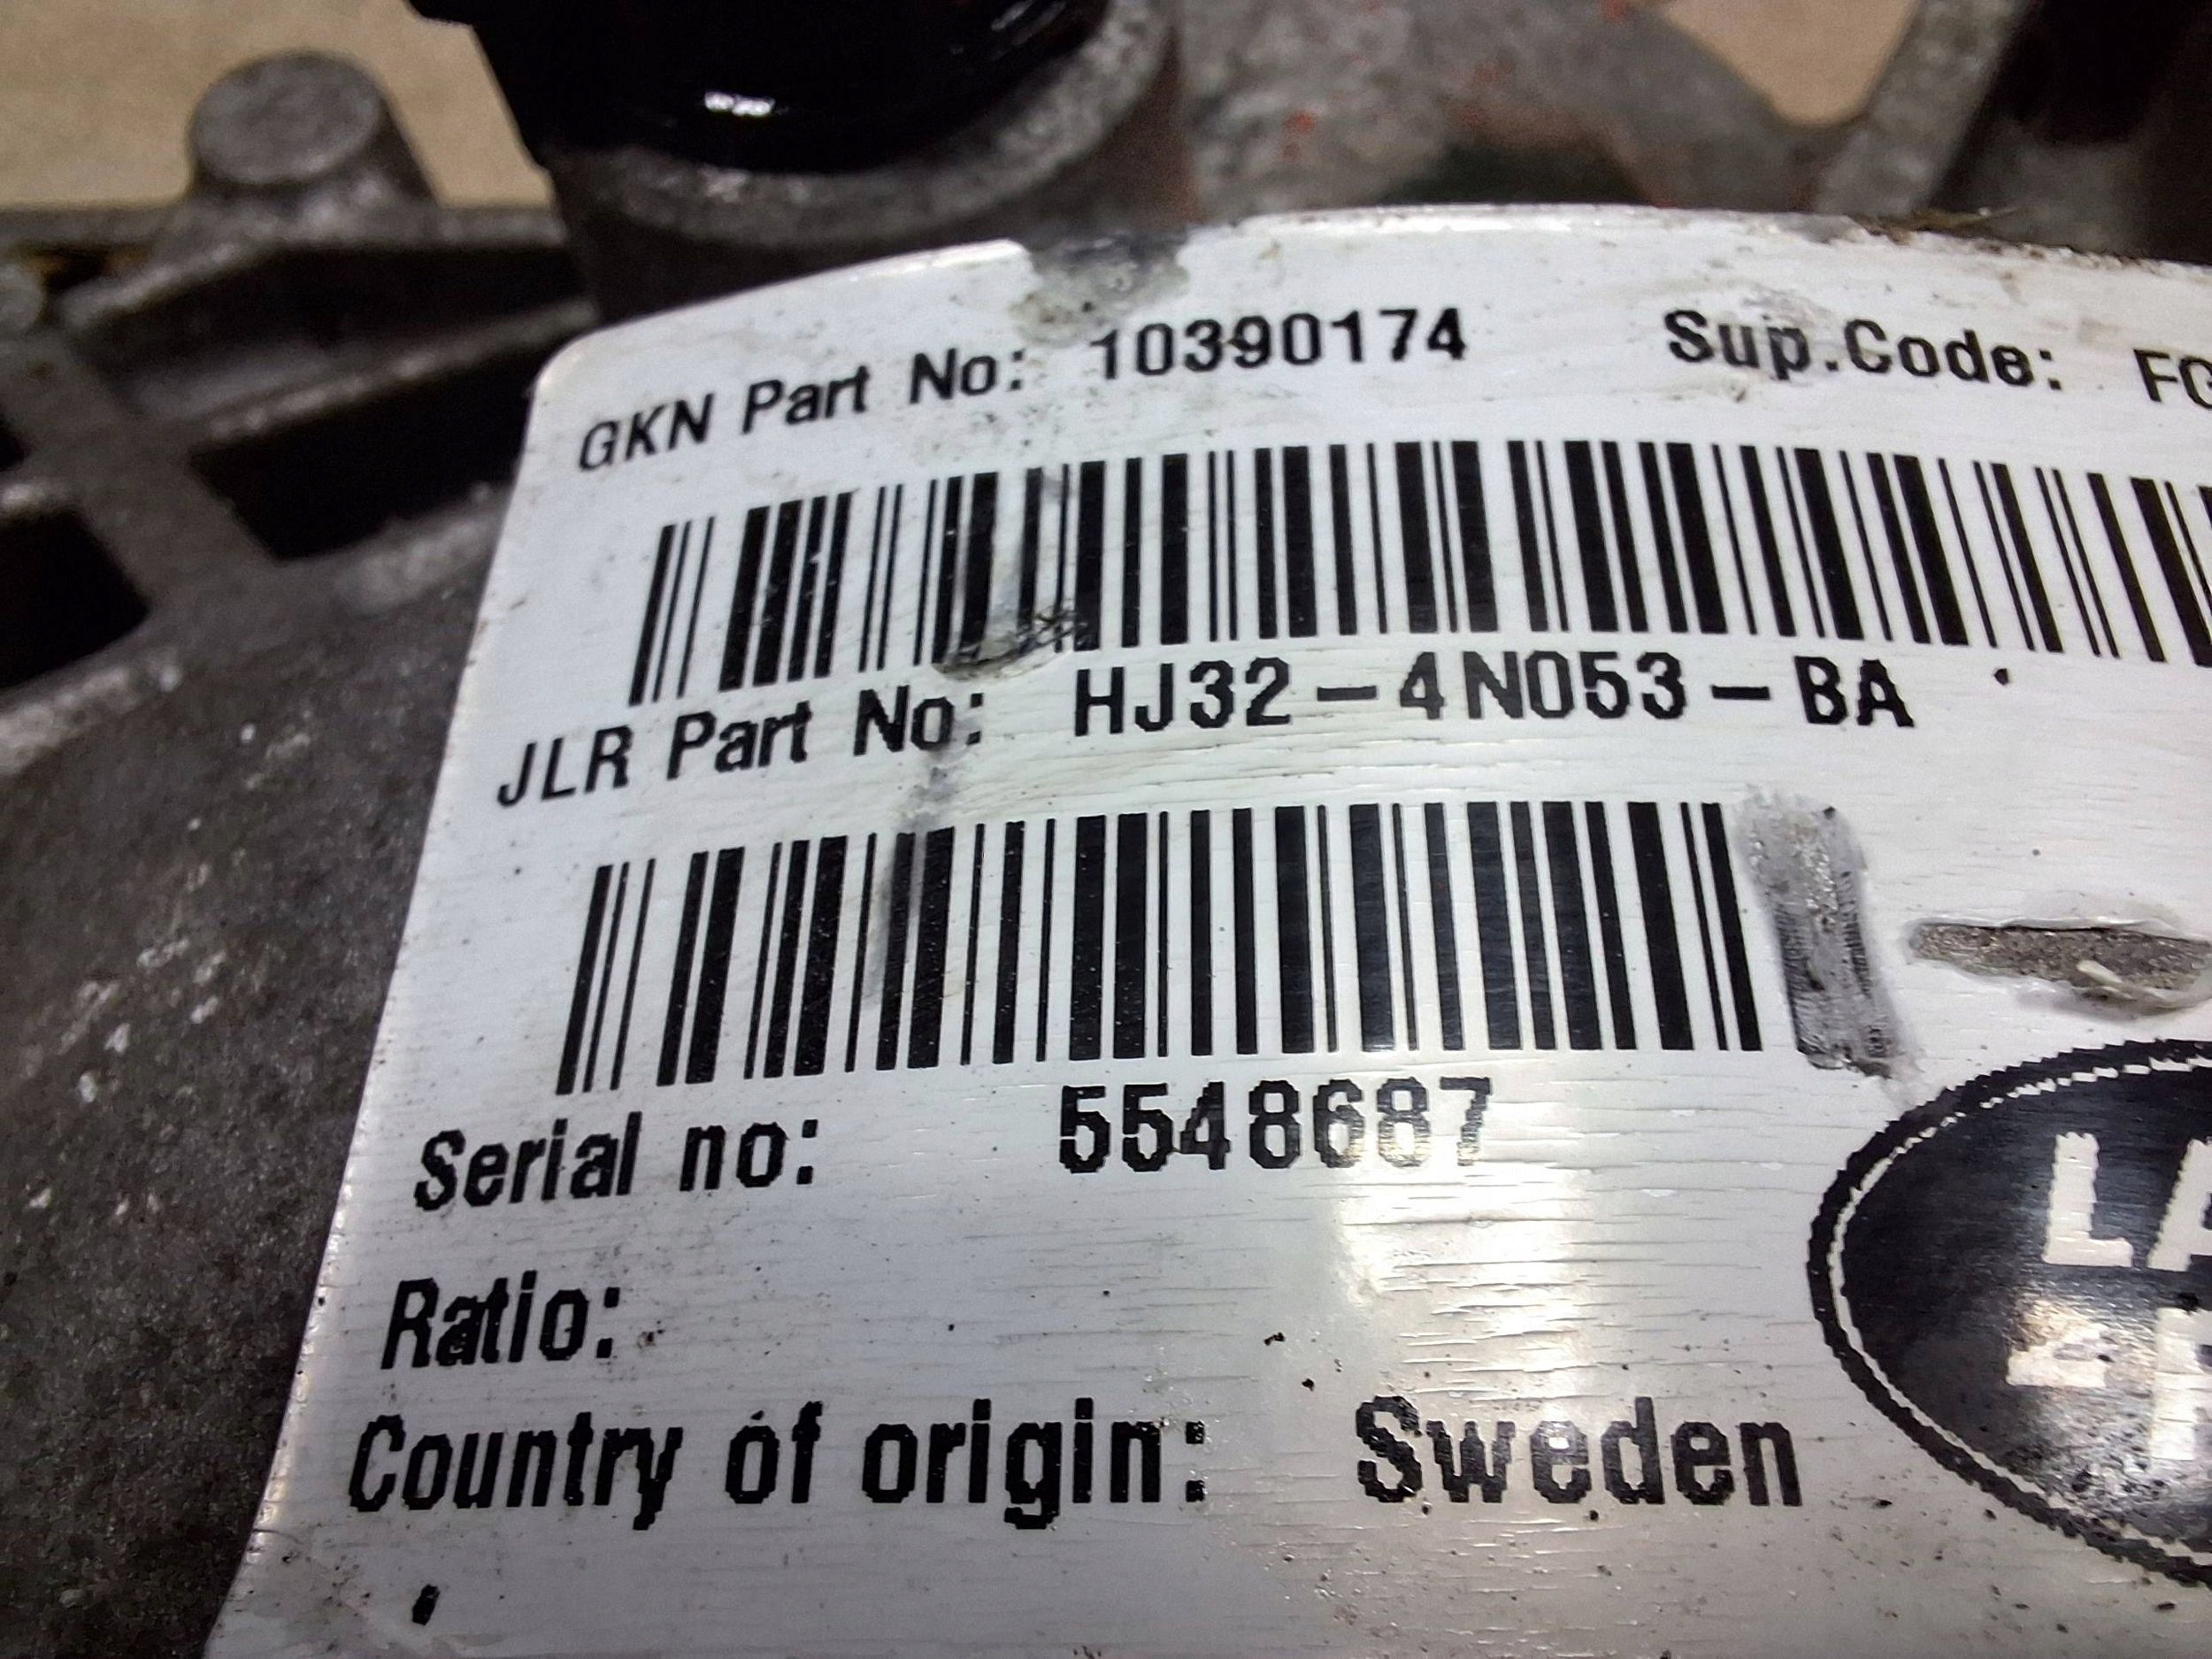 GKN Part No: 10390174 Sup.Code:
JLR Part No: HJ32-4N053-BA
Serial no: 5548687
Ratio:
Country of origin: Sweden